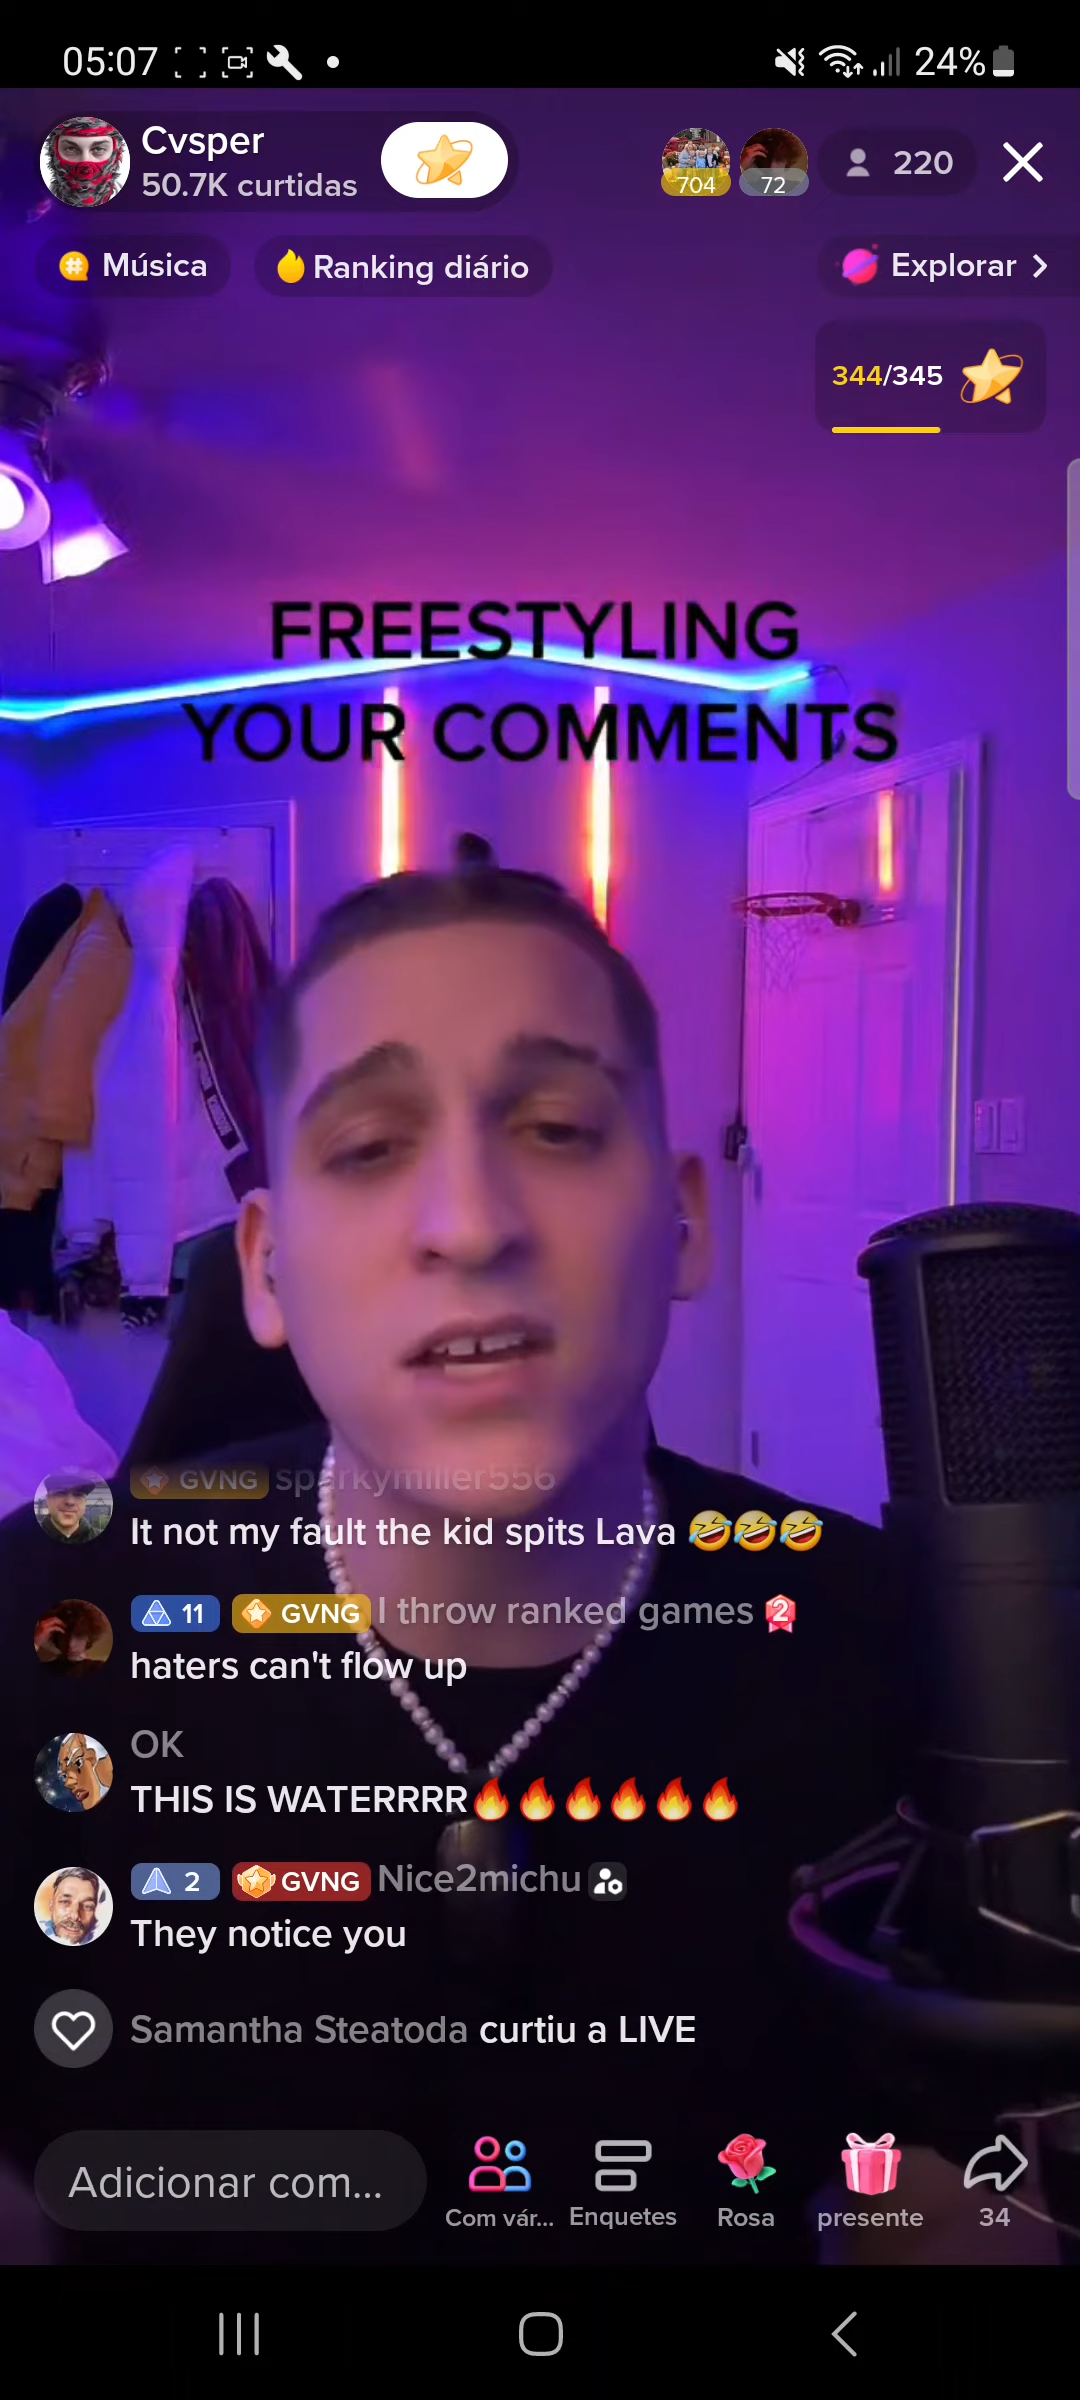 05:07
24%
Cvsper
50.7K curtidas
704
72
220
Música
Ranking diário
Explorar
344/345
FREESTYLING
YOUR COMMENTS
GVNG sparkymiller556
It not my fault the kid spits Lava 🤣🤣🤣
11 GVNG I throw ranked games 2
haters can't flow up
OK
THIS IS WATERRRR🔥🔥🔥🔥🔥🔥
2 GVNG Nice2michu
They notice you
Samantha Steatoda curtiu a LIVE
Adicionar com...
Com vár...
Enquetes
Rosa
presente
34